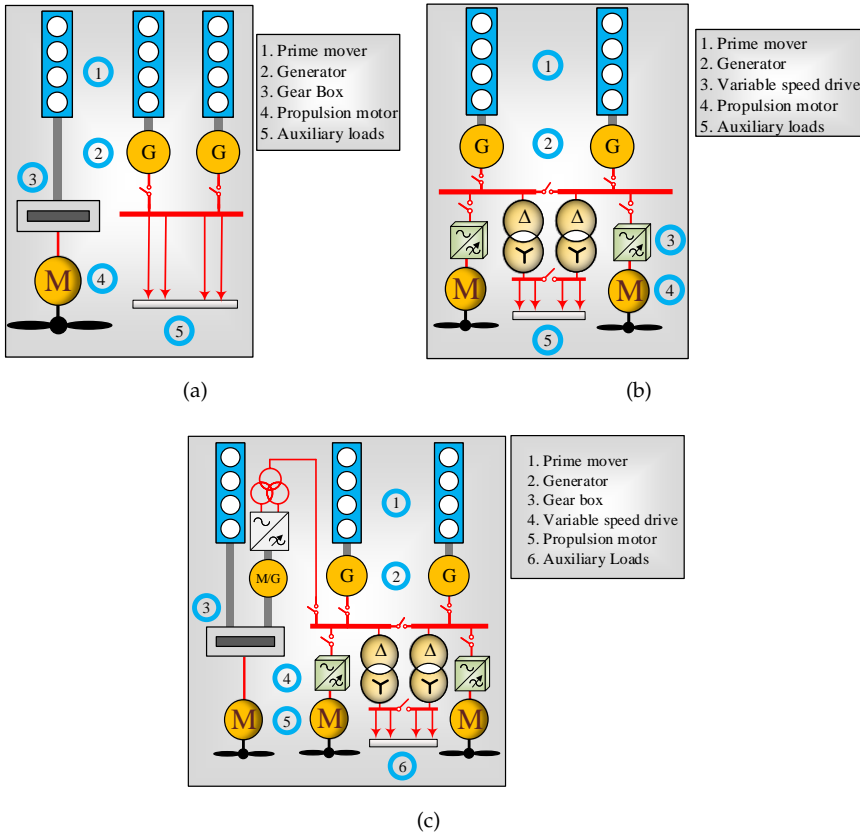 1
1. Prime mover
2. Generator
3. Gear Box
4. Propulsion motor
5. Auxiliary loads
2
G
G
3
M
4
5
(a)
1
1. Prime mover
2. Generator
3. Variable speed drive
4. Propulsion motor
5. Auxiliary loads
G
2
G
Δ
Δ
3
Y
Y
M
M
4
5
(b)
1
1. Prime mover
2. Generator
3. Gear box
4. Variable speed drive
5. Propulsion motor
6. Auxiliary Loads
M/G
G
2
G
3
Δ
Δ
4
Y
Y
M
5
M
M
6
(c)